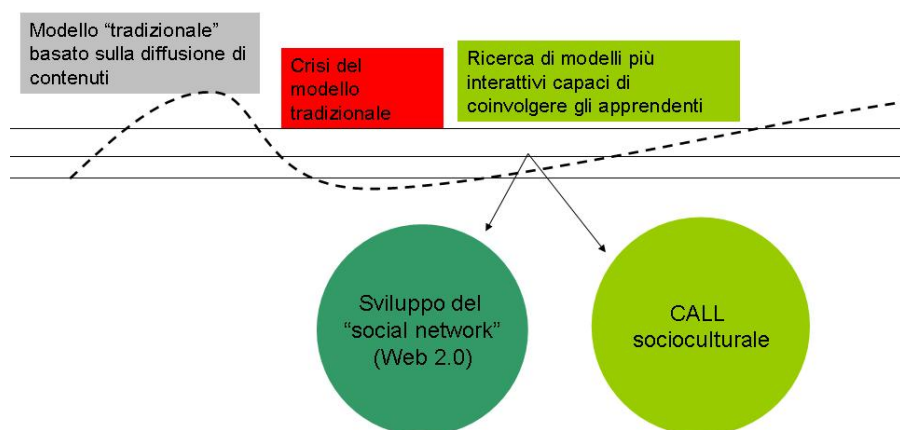 Modello “tradizionale”
basato sulla diffusione di
contenuti
Crisi del
modello
tradizionale
Ricerca di modelli più
interattivi capaci di
coinvolgere gli apprendenti
Sviluppo del
“social network”
(Web 2.0)
CALL
socioculturale